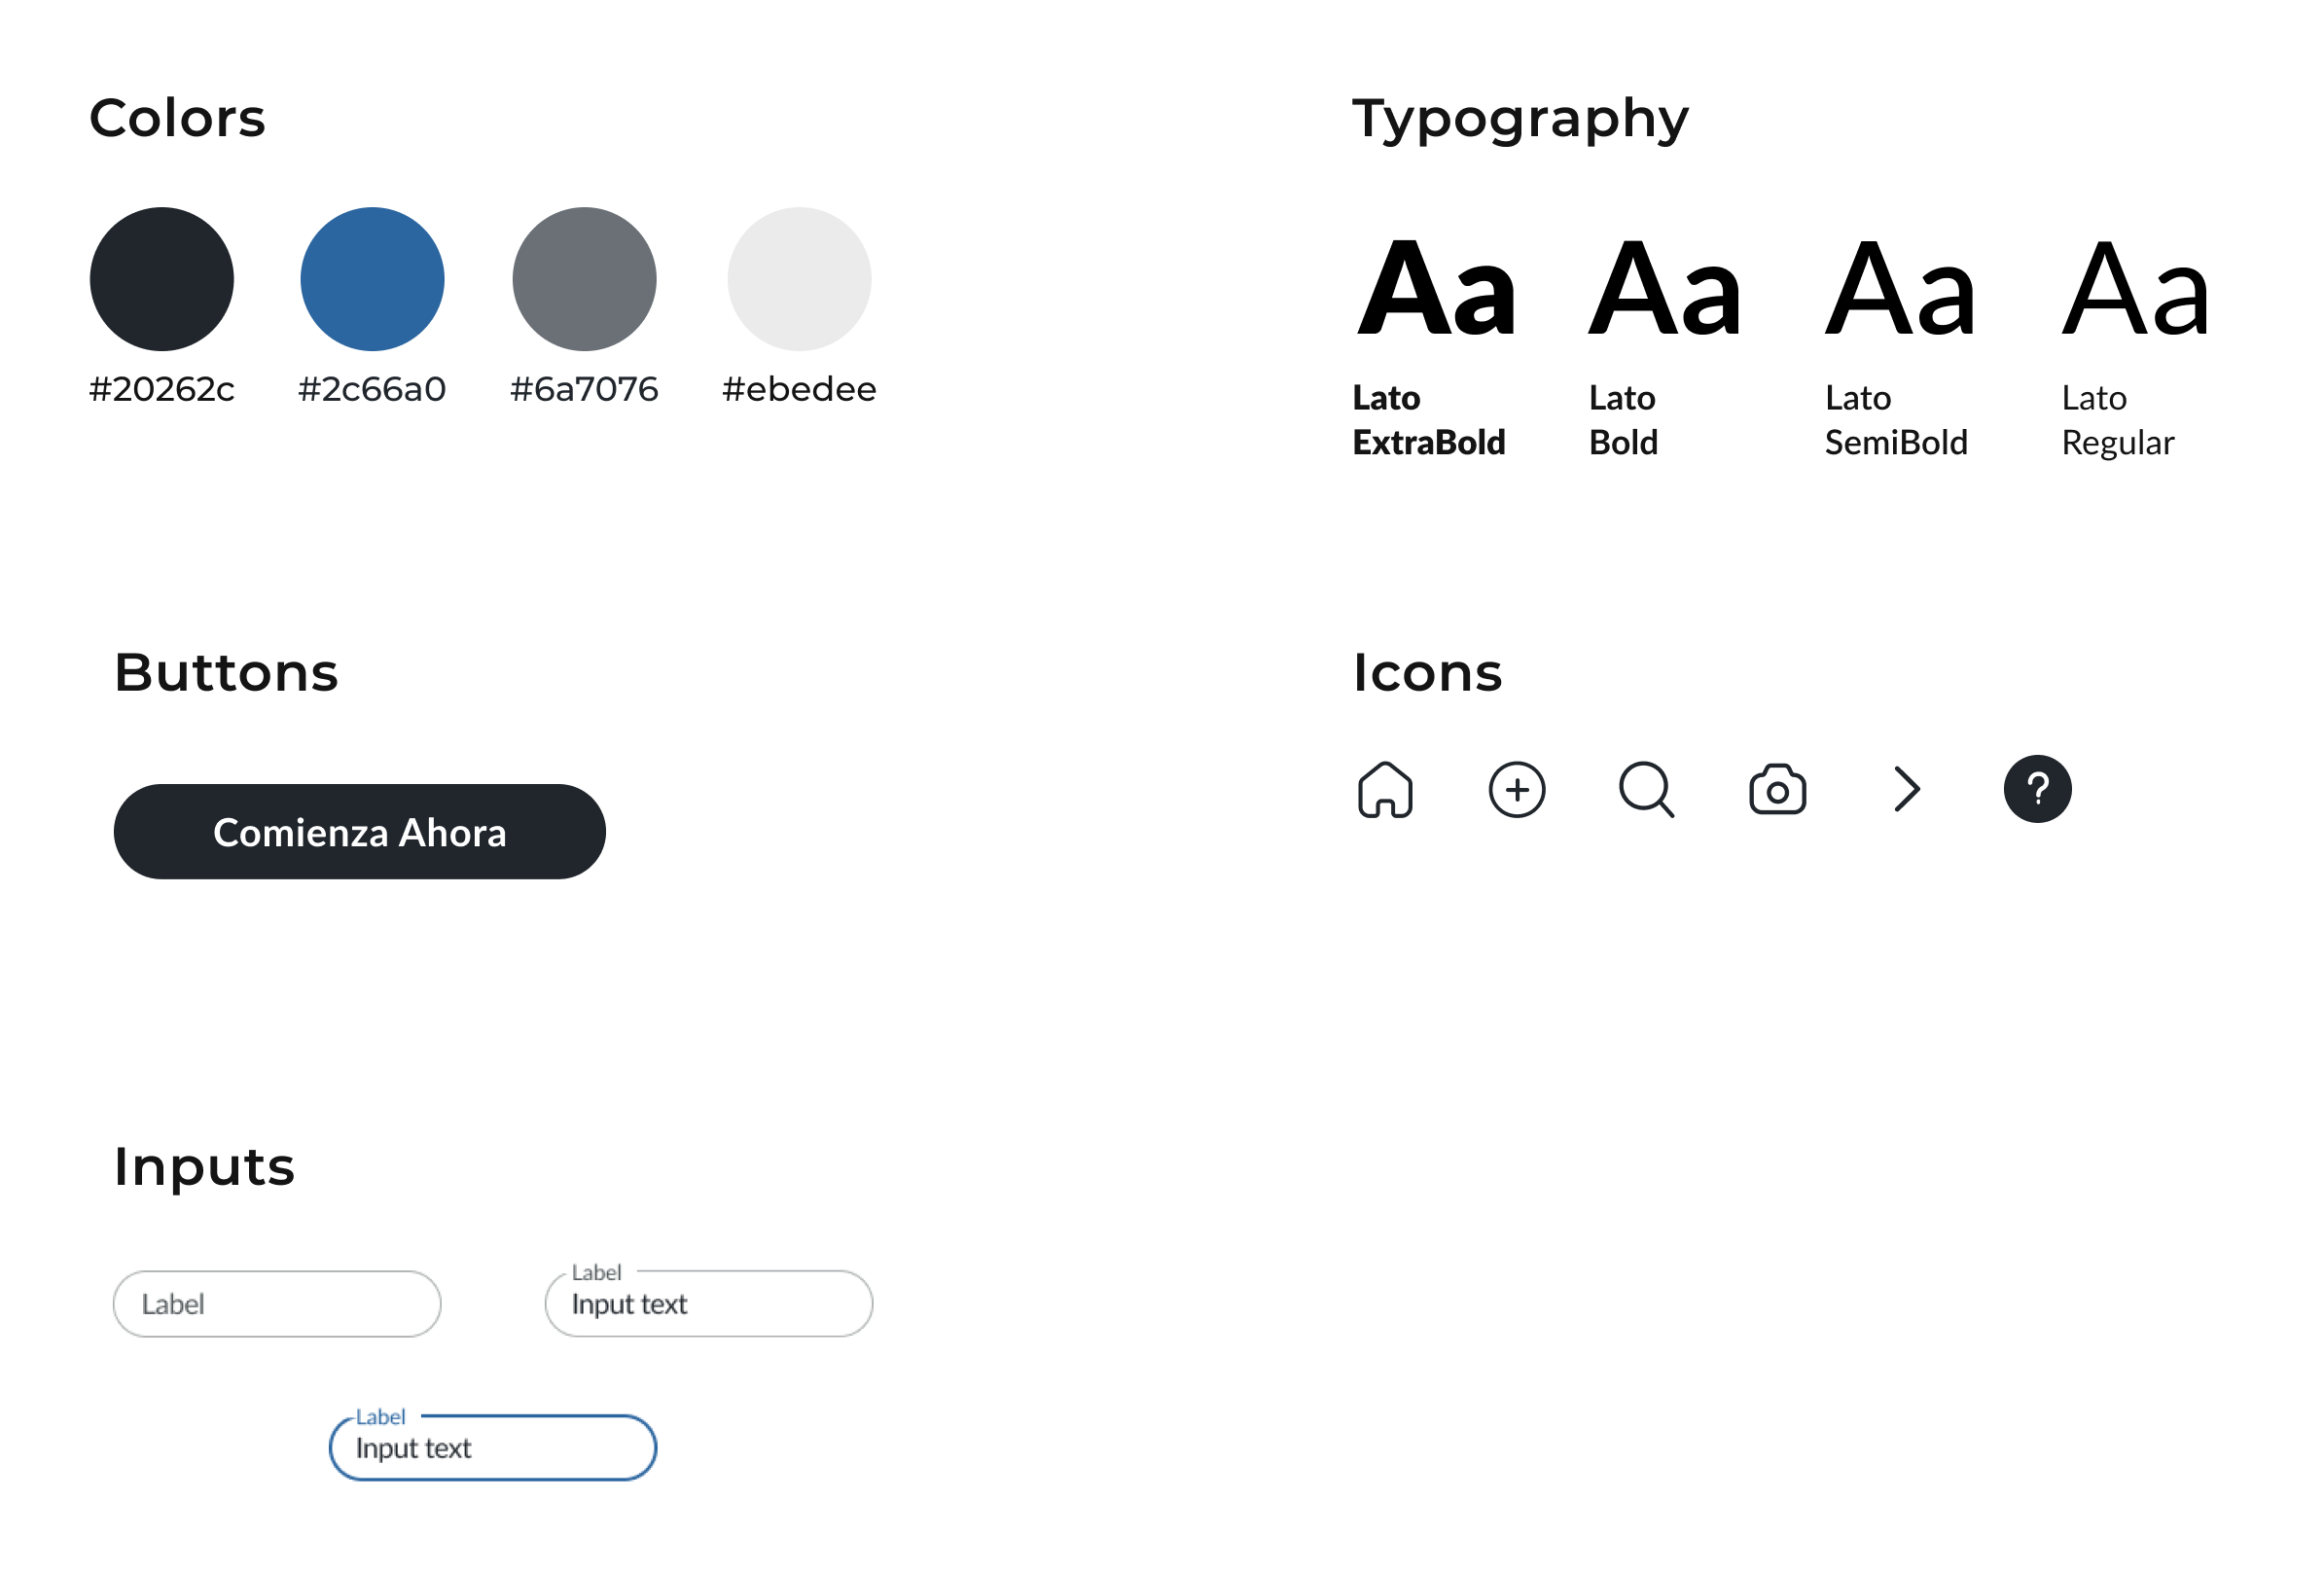 Colors
#20262c
#2c66a0
#6a7076
#ebedee
Typography
Aa
Aa
Aa
Aa
Lato
ExtraBold
Lato
Bold
Lato
SemiBold
Lato
Regular
Buttons
Comienza Ahora
Icons
?
Inputs
Label
Label
Input text
Label
Input text